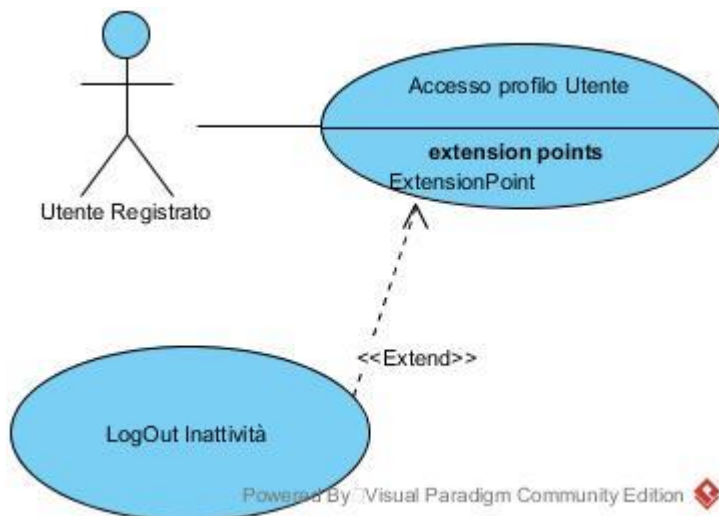 Accesso profilo Utente
extension points
ExtensionPoint
Utente Registrato
<<Extend>>
LogOut Inattività
Powered By Visual Paradigm Community Edition